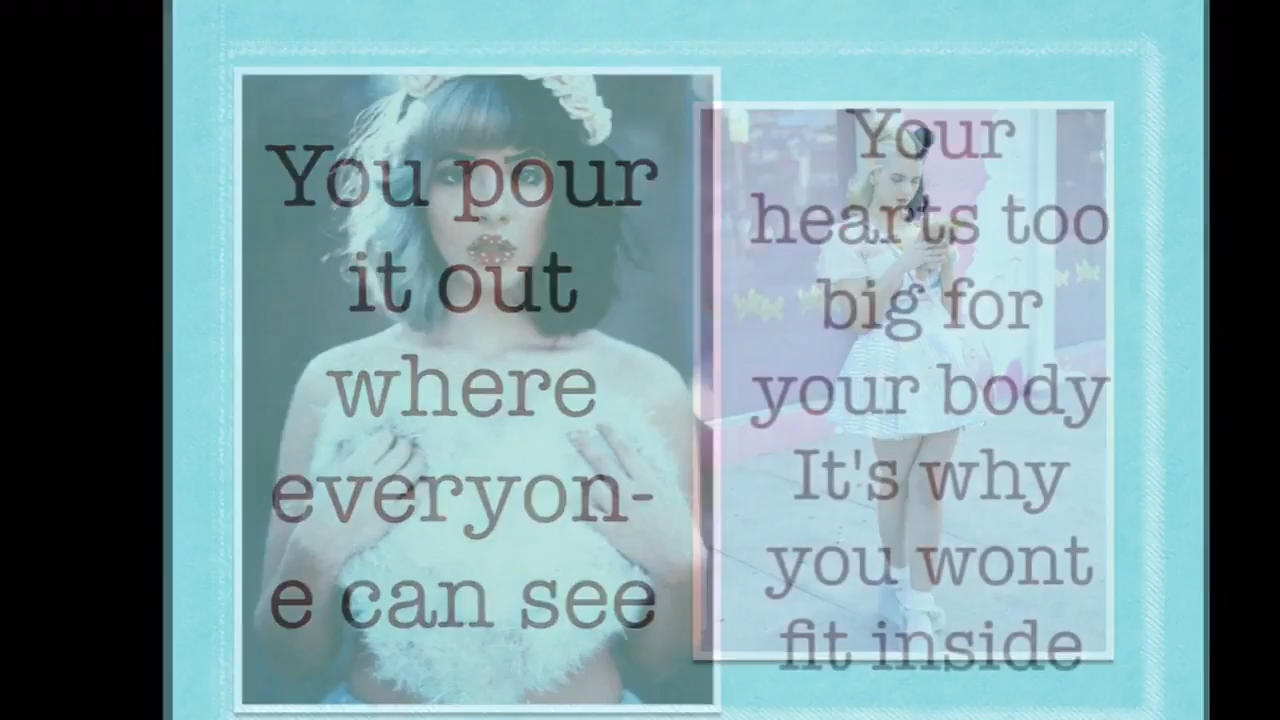 You pour
it out
where
everyon-
e can see
Your
hearts too
big for
your body
It's why
you wont
fit inside